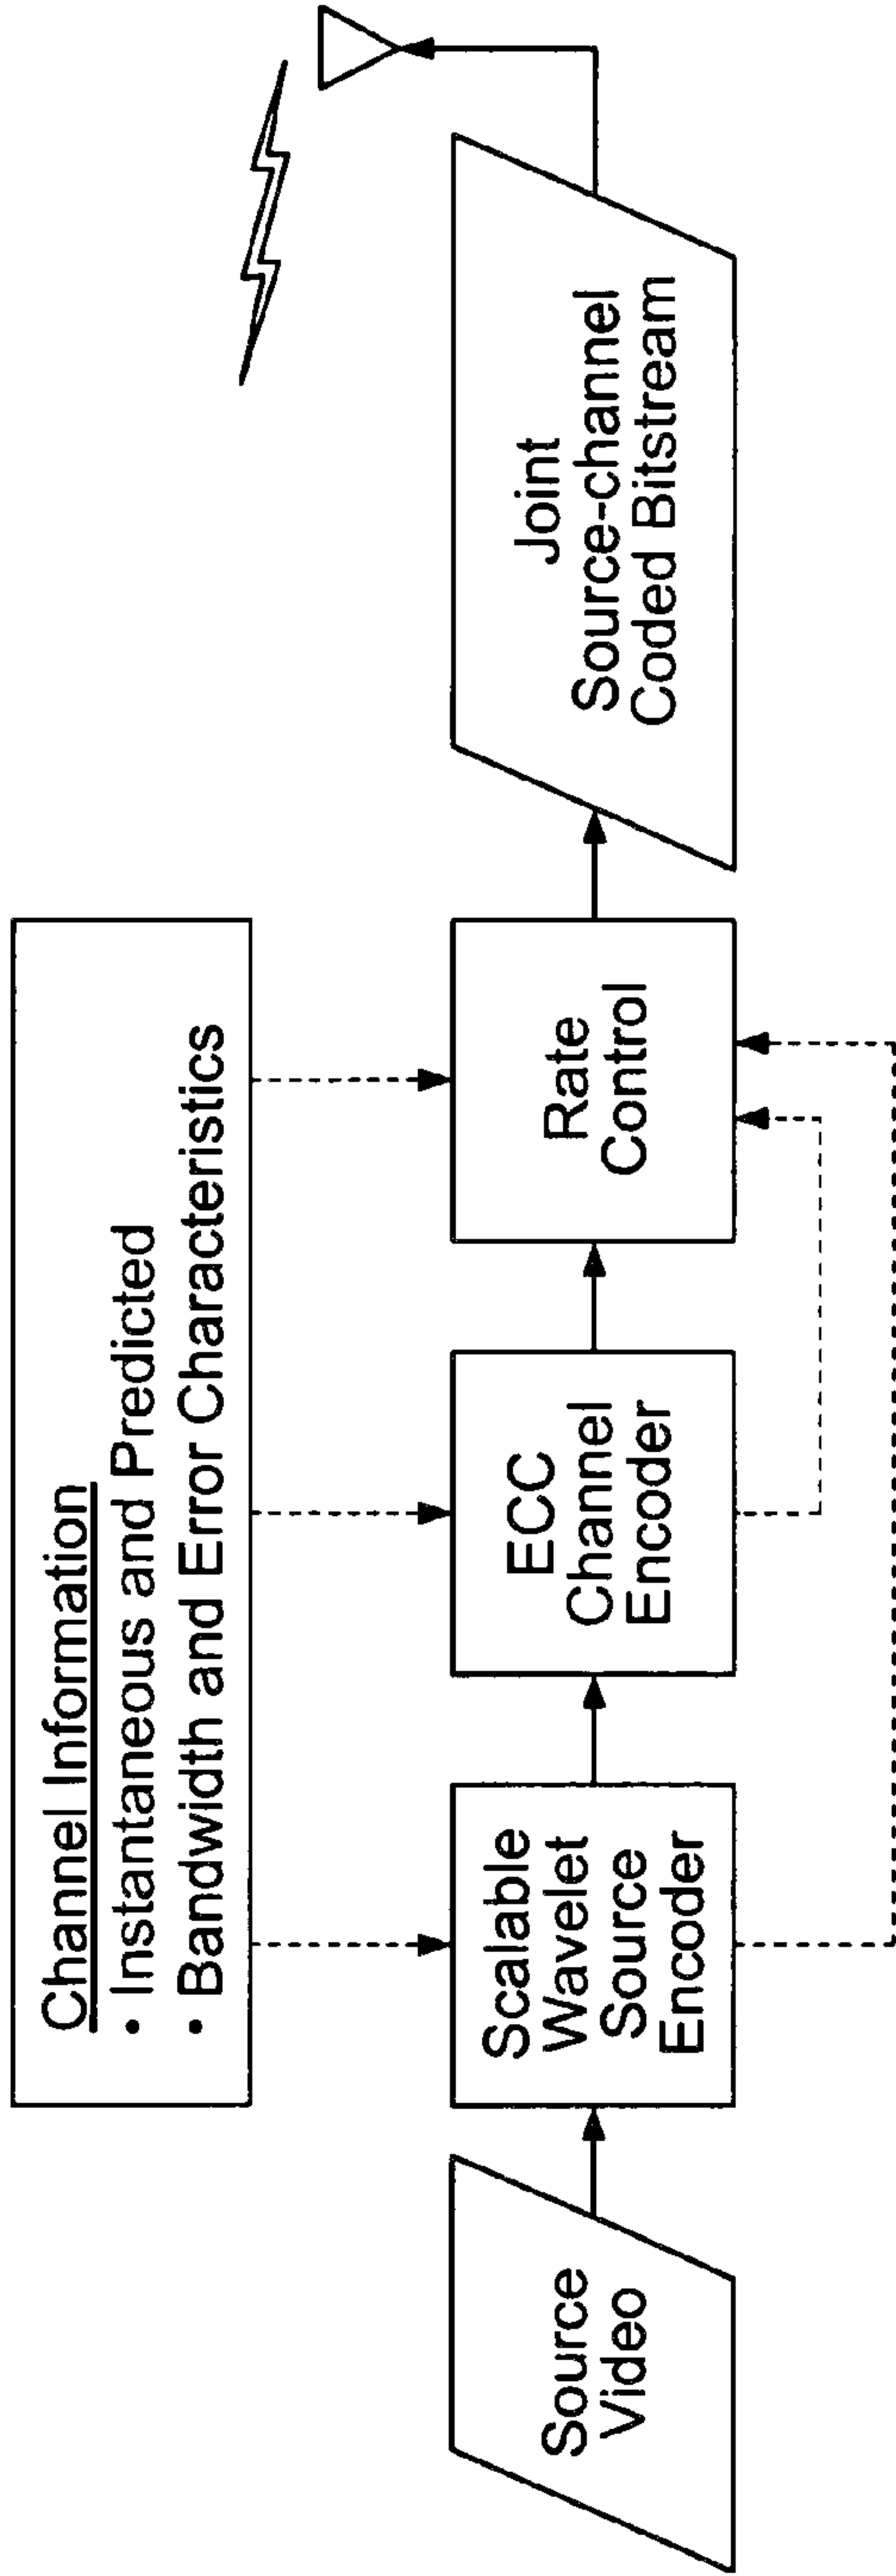 Channel Information
• Instantaneous and Predicted
• Bandwidth and Error Characteristics
Source
Video
Scalable
Wavelet
Source
Encoder
ECC
Channel
Encoder
Rate
Control
Joint
Source-channel
Coded Bitstream